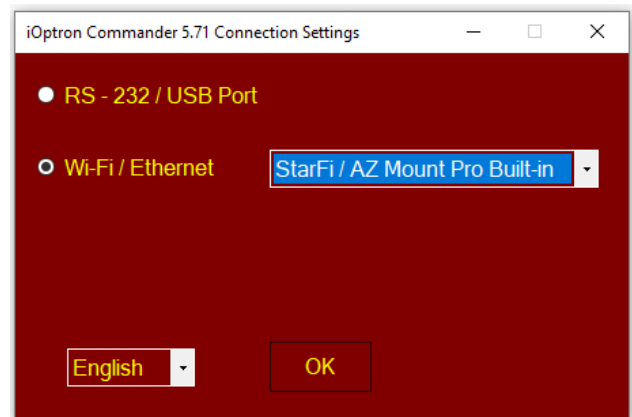 iOptron Commander 5.71 Connection Settings
RS - 232 / USB Port
Wi-Fi / Ethernet StarFi / AZ Mount Pro Built-in
English OK